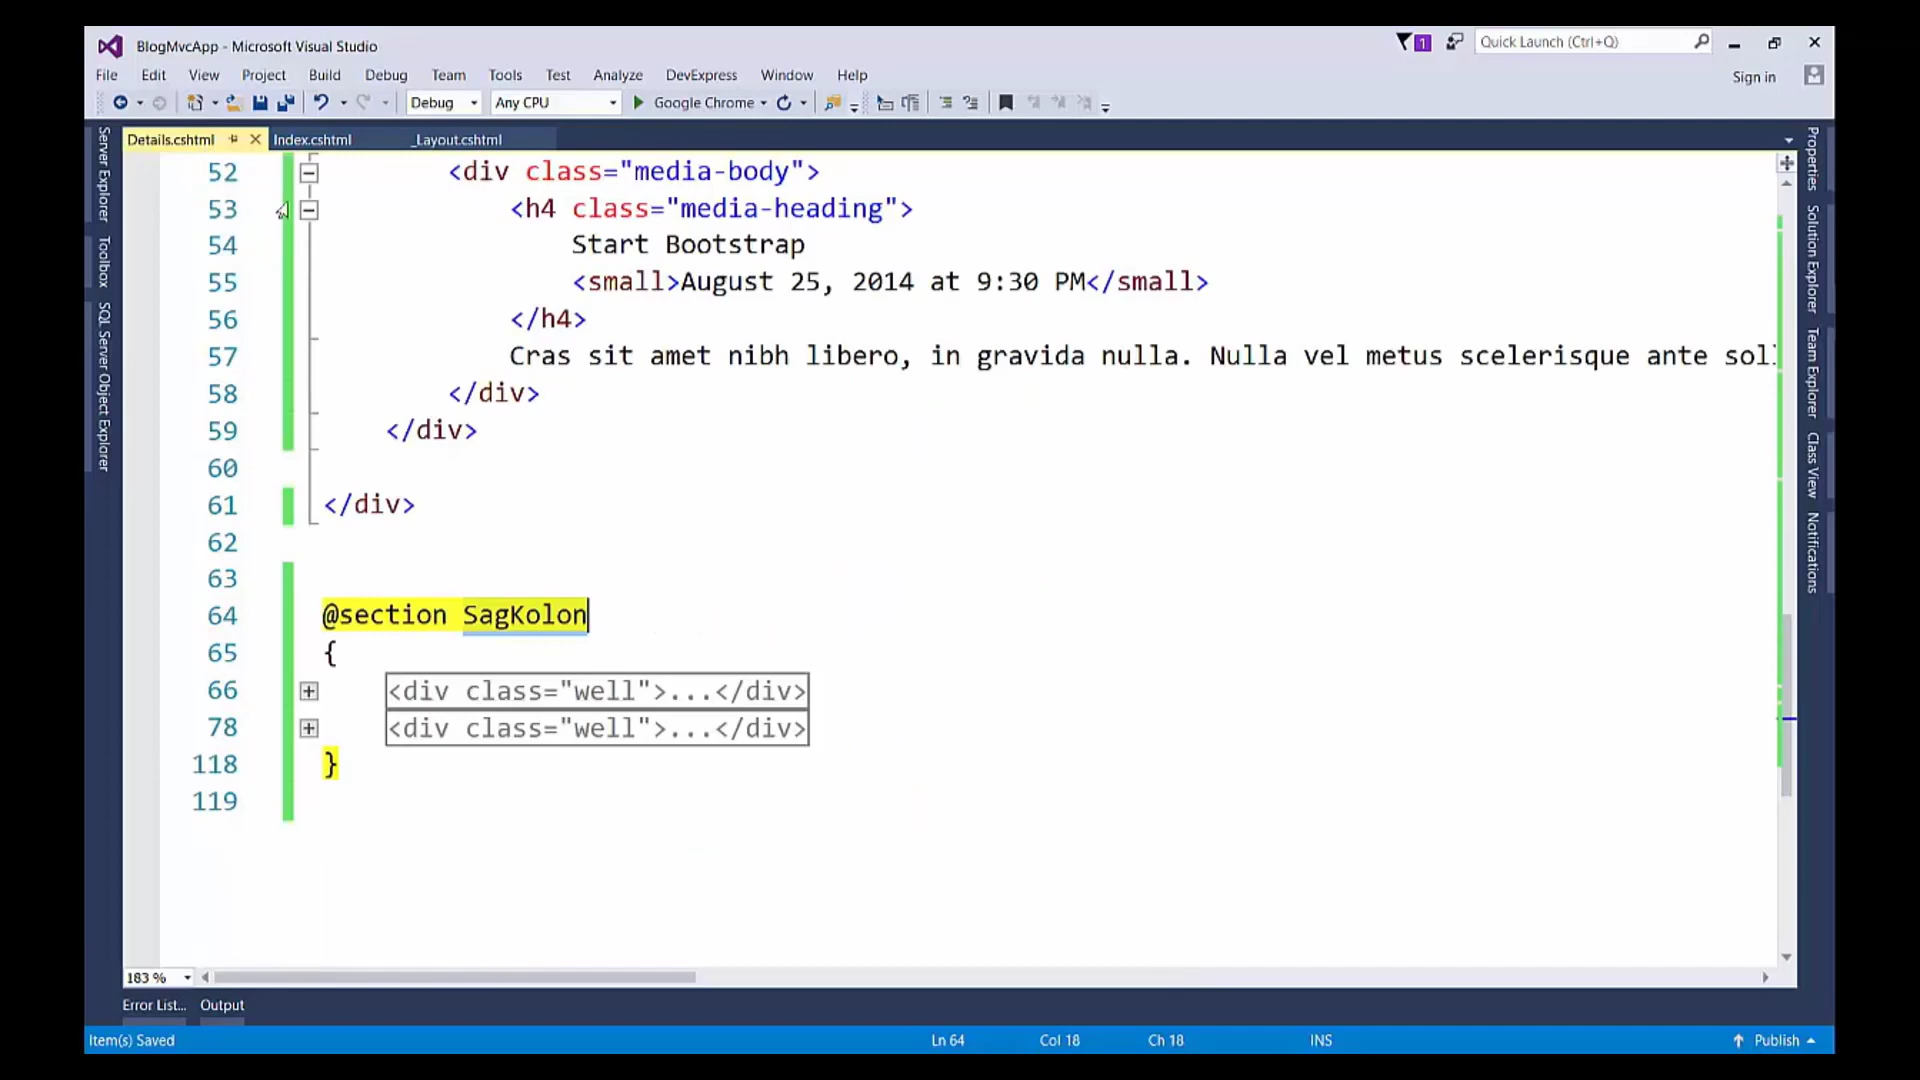 BlogMvcApp - Microsoft Visual Studio
1
Quick Launch (Ctrl+Q)
File Edit View Project Build Debug Team Tools Test Analyze DevExpress Window Help
Sign in
Debug Any CPU Google Chrome
Details.cshtml Index.cshtml _Layout.cshtml
Server Explorer
Toolbox
SQL Server Object Explorer
52 <div class="media-body">
53 <h4 class="media-heading">
54 Start Bootstrap
55 <small>August 25, 2014 at 9:30 PM</small>
56 </h4>
57 Cras sit amet nibh libero, in gravida nulla. Nulla vel metus scelerisque ante sol
58 </div>
59 </div>
60
61 </div>
62
63
64 @section SagKolon
65 {
66 <div class="well">...</div>
78 <div class="well">...</div>
118 }
119
Properties
Solution Explorer
Team Explorer
Class View
Notifications
183 %
Error List... Output
Item(s) Saved Ln 64 Col 18 Ch 18 INS Publish